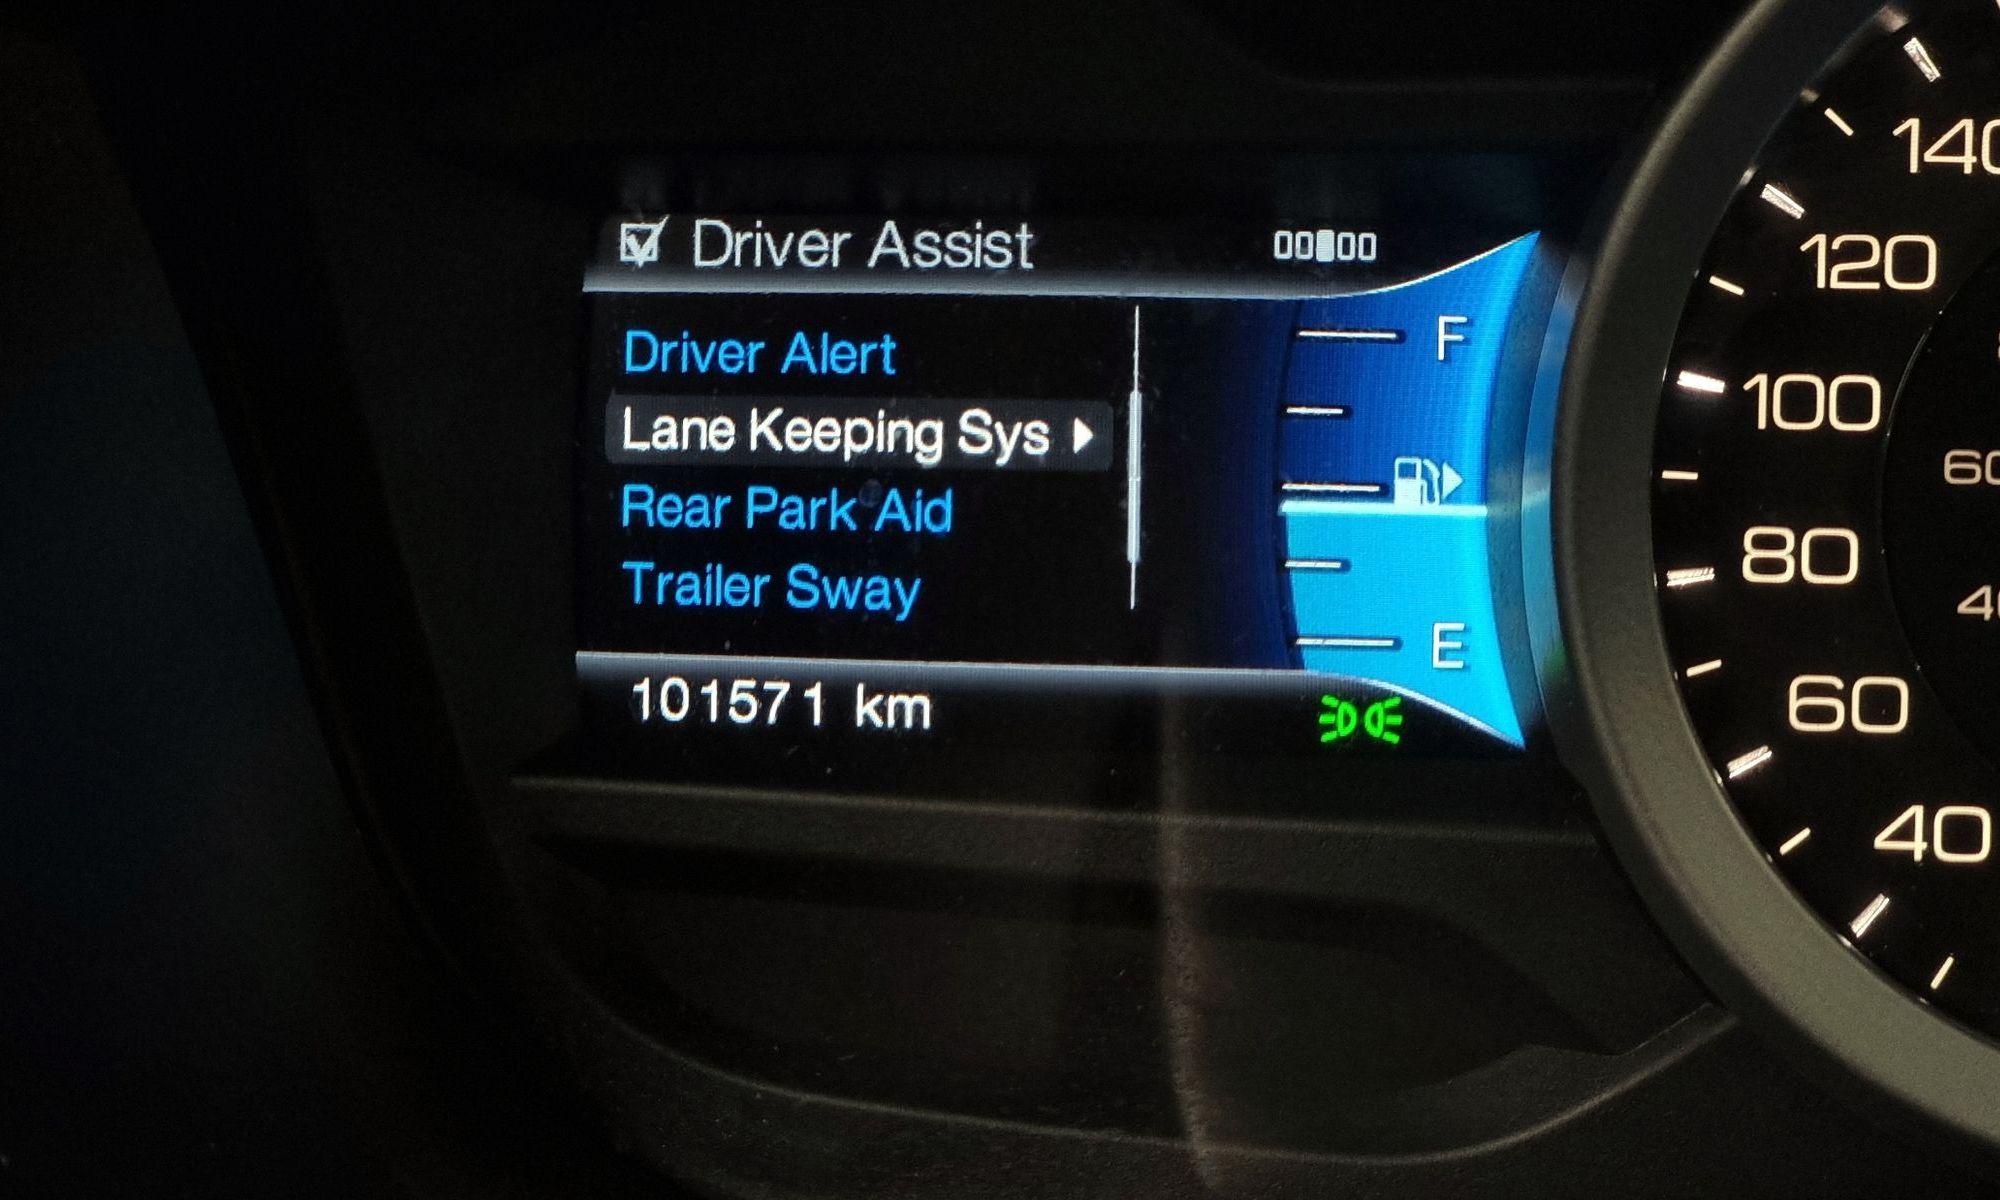 Driver Assist
Driver Alert
Lane Keeping Sys
Rear Park Aid
Trailer Sway
101571 km
F
E
140
120
100
80
60
40